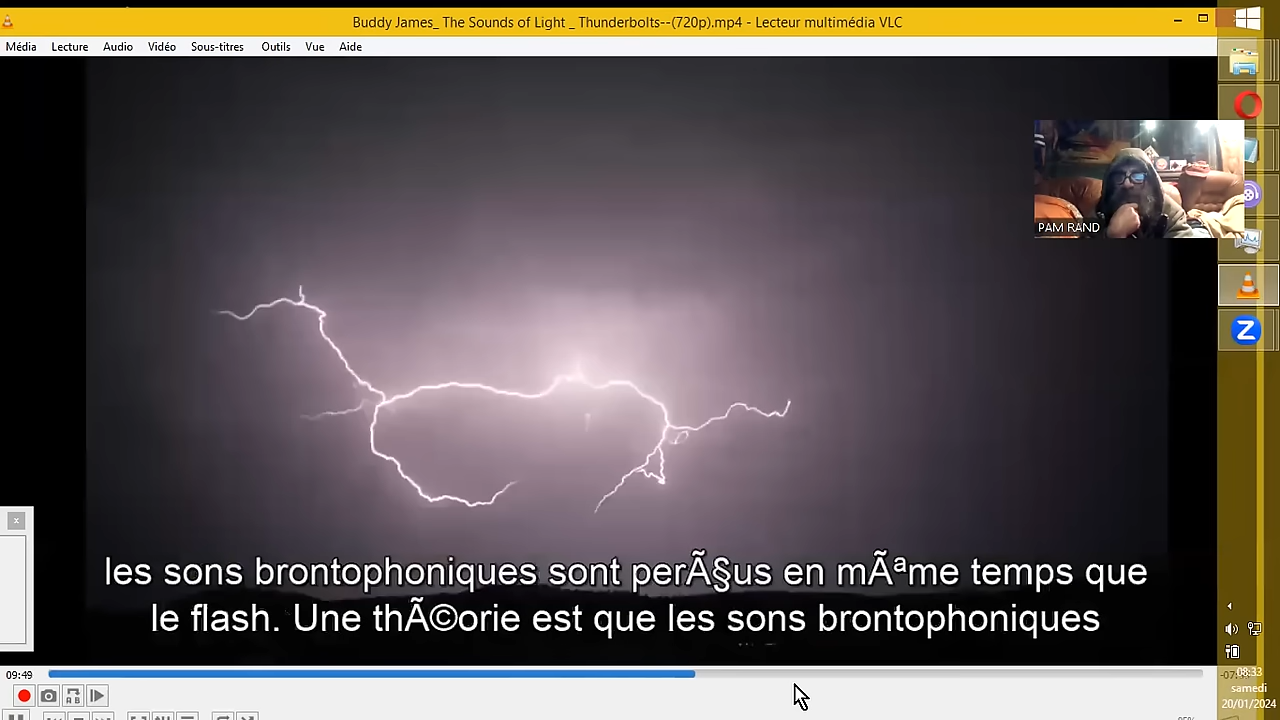 Buddy James_ The Sounds of Light _ Thunderbolts--(720p).mp4 - Lecteur multimédia VLC
Média Lecture Audio Vidéo Sous-titres Outils Vue Aide
PAM RAND
les sons brontophoniques sont perÃ§us en mÃªme temps que
le flash. Une thÃ©orie est que les sons brontophoniques
09:49
08:33
samedi
20/01/2024